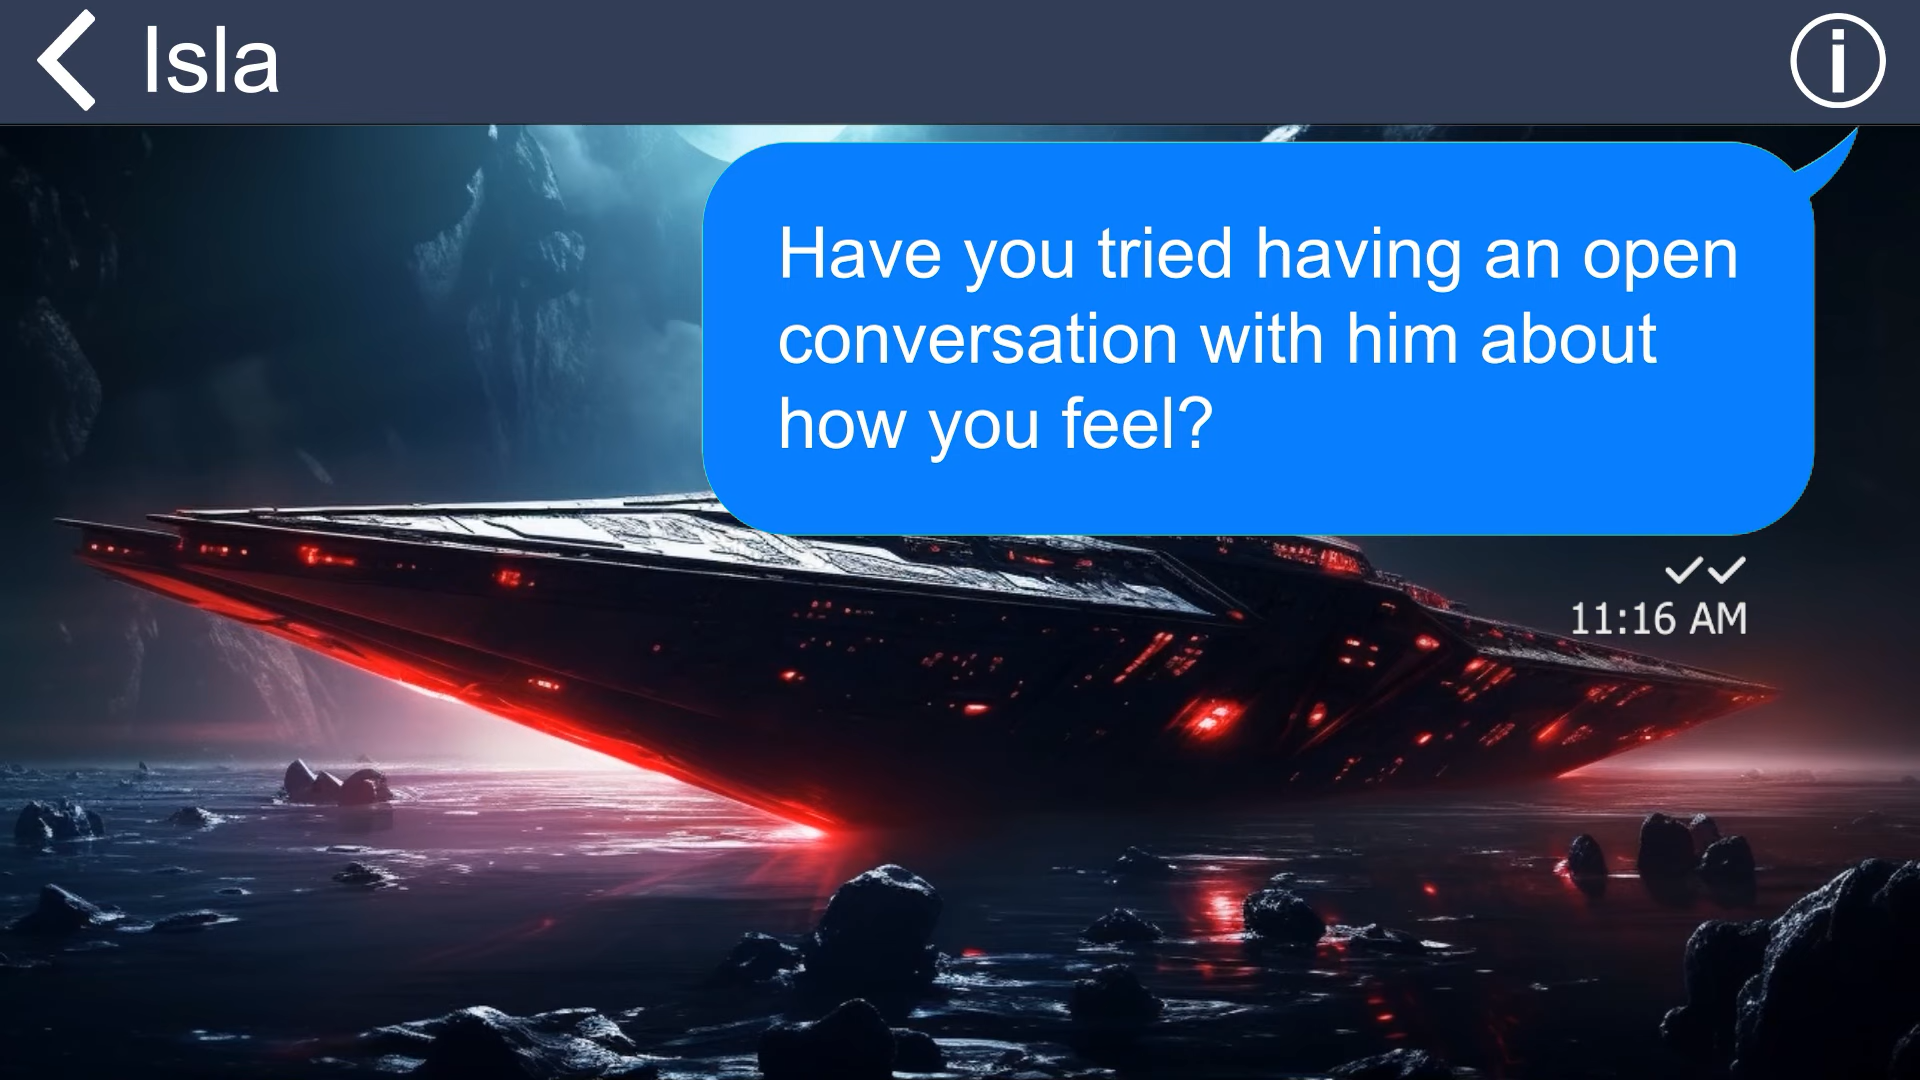 Isla
Have you tried having an open
conversation with him about
how you feel?
11:16 AM